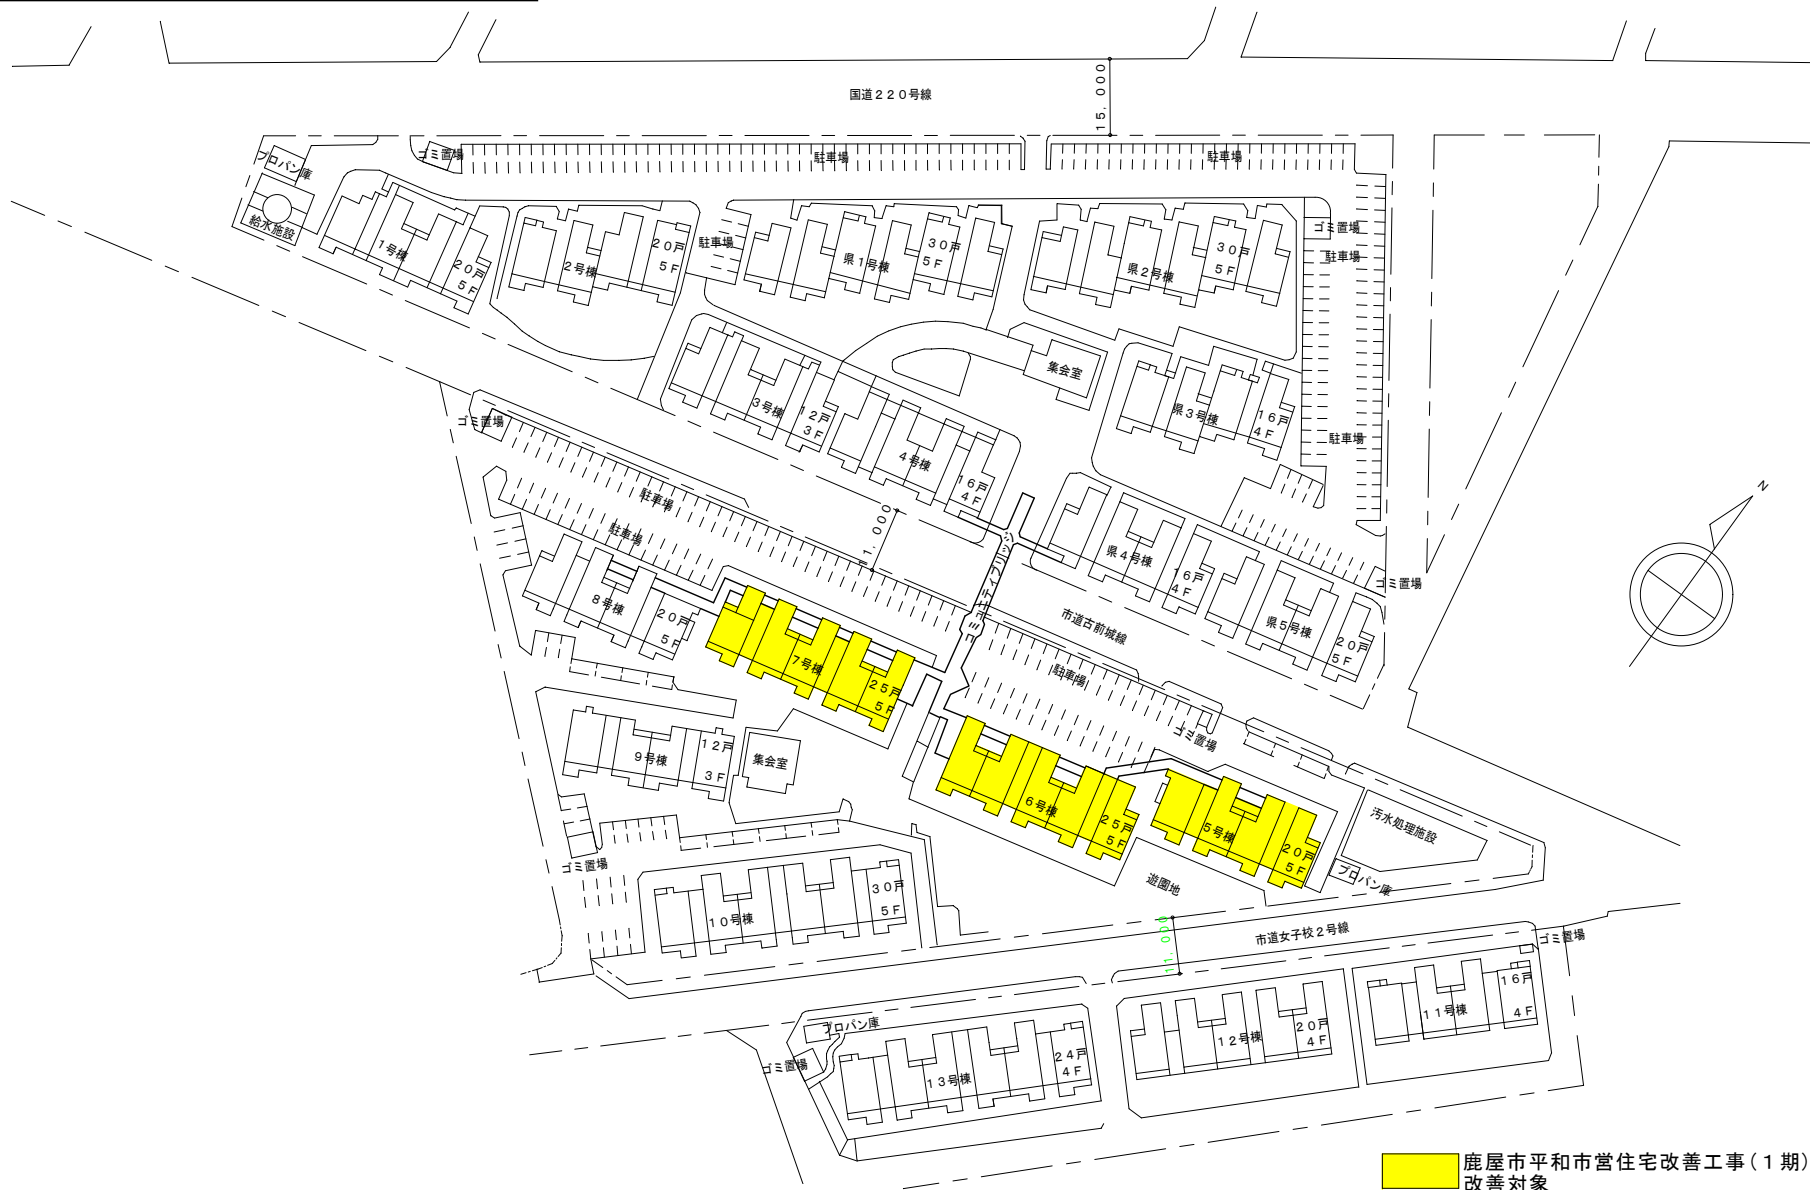 国道２２０号線
１５，０００
プロパン庫
給水施設
ゴミ置場
駐車場
駐車場
１号棟
２０戸
５Ｆ
２号棟
２０戸
５Ｆ
駐車場
県１号棟
３０戸
５Ｆ
県２号棟
３０戸
５Ｆ
ゴミ置場
駐車場
３号棟
１２戸
３Ｆ
４号棟
１６戸
４Ｆ
集会室
県３号棟
１６戸
４Ｆ
駐車場
ゴミ置場
駐車場
駐車場
１１，０００
コミュニティブリッジ
県４号棟
１６戸
４Ｆ
県５号棟
２０戸
５Ｆ
ゴミ置場
N
市道古前城線
８号棟
２０戸
５Ｆ
７号棟
２５戸
５Ｆ
駐車場
ゴミ置場
９号棟
１２戸
３Ｆ
集会室
６号棟
２５戸
５Ｆ
５号棟
２０戸
５Ｆ
汚水処理施設
プロパン庫
遊園地
ゴミ置場
１０号棟
３０戸
５Ｆ
１１，０００
市道女子校２号線
ゴミ置場
プロパン庫
ゴミ置場
１３号棟
２４戸
４Ｆ
１２号棟
２０戸
４Ｆ
１１号棟
１６戸
４Ｆ
鹿屋市平和市営住宅改善工事（１期）
改善対象